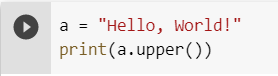 a = "Hello, World!"
print(a.upper())